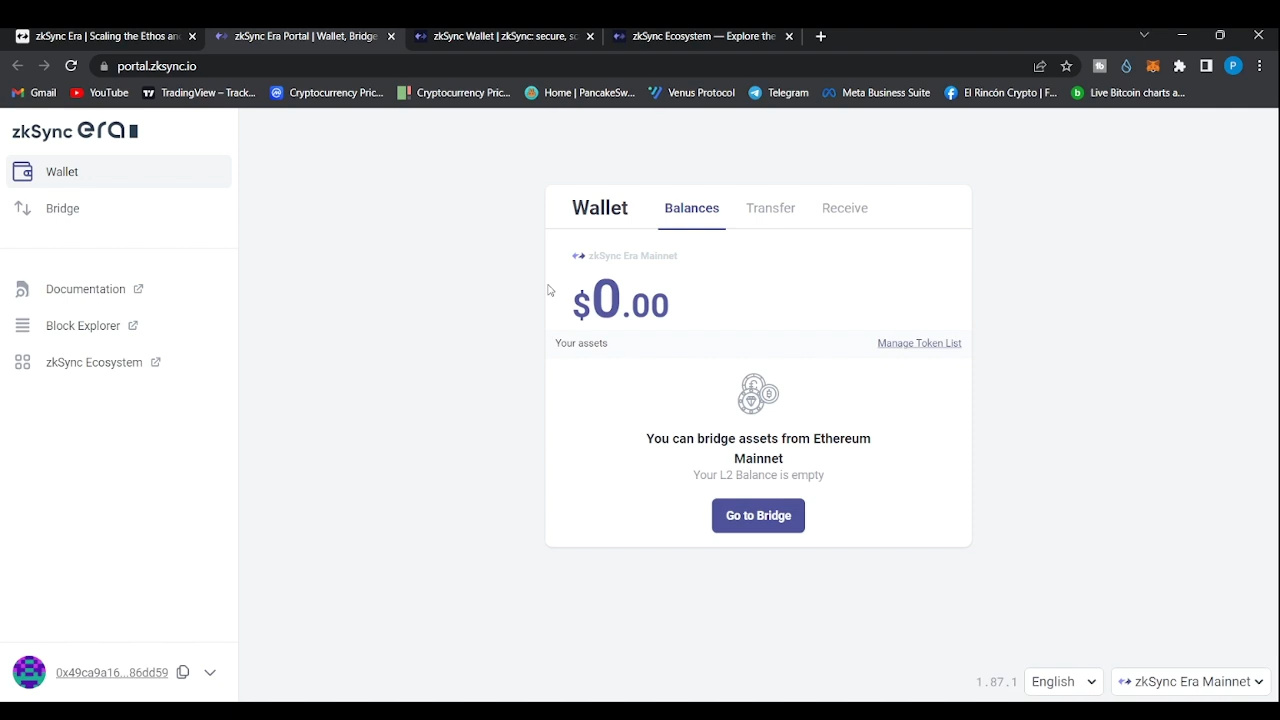 zkSync Era | Scaling the Ethos an
zkSync Era Portal | Wallet, Bridge
zkSync Wallet | zkSync: secure, sc
zkSync Ecosystem — Explore the
portal.zksync.io
P
Gmail
YouTube
TradingView – Track...
Cryptocurrency Pric...
Cryptocurrency Pric...
Home | PancakeSw...
Venus Protocol
Telegram
Meta Business Suite
El Rincón Crypto | F...
Live Bitcoin charts a...
zkSync era
Wallet
Bridge
Documentation
Block Explorer
zkSync Ecosystem
0x49ca9a16...86dd59
Wallet
Balances
Transfer
Receive
zkSync Era Mainnet
$0.00
Your assets
Manage Token List
You can bridge assets from Ethereum
Mainnet
Your L2 Balance is empty
Go to Bridge
1.87.1
English
zkSync Era Mainnet